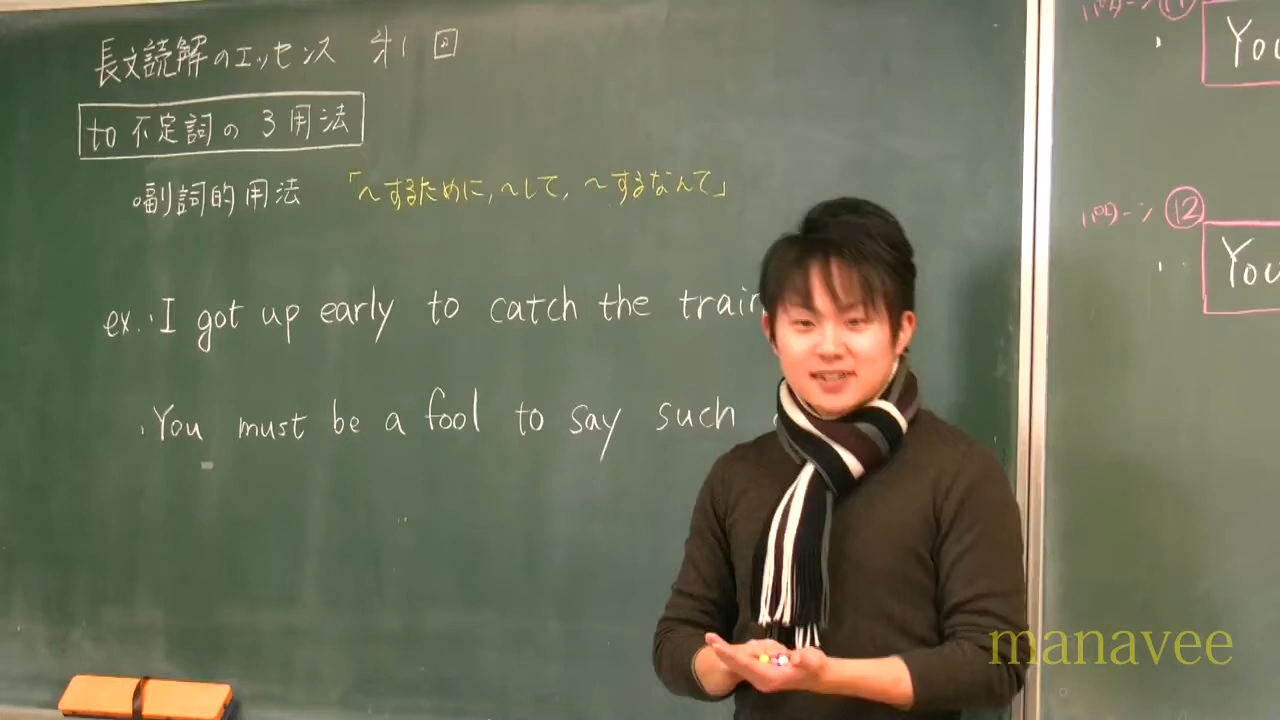 長文読解のエッセンス 第1回
to 不定詞の3用法
副詞的用法 「〜するために,〜して,〜するなんて」
ex. ・I got up early to catch the train
・You must be a fool to say such
パターン ⑪
・ You
パターン ⑫
・ You
manavee